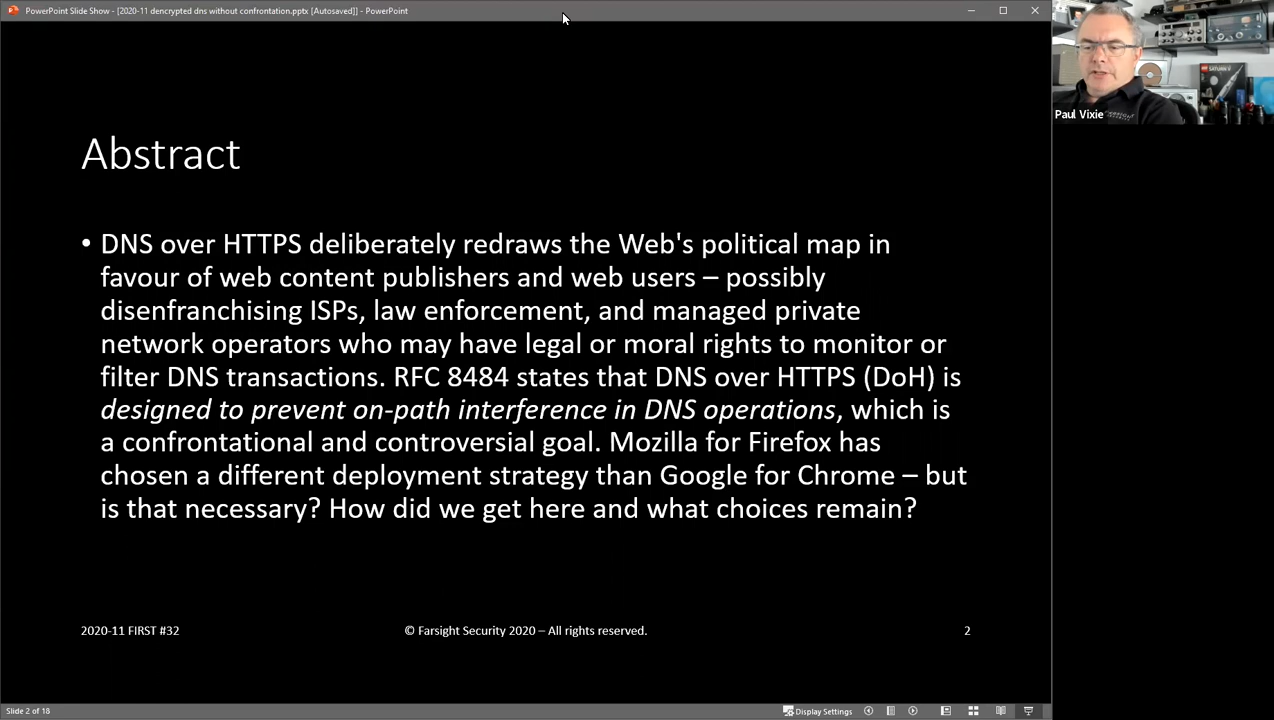 PowerPoint Slide Show - [2020-11 dencrypted dns without confrontation.pptx [Autosaved]] - PowerPoint
Paul Vixie
Abstract
• DNS over HTTPS deliberately redraws the Web's political map in
favour of web content publishers and web users – possibly
disenfranchising ISPs, law enforcement, and managed private
network operators who may have legal or moral rights to monitor or
filter DNS transactions. RFC 8484 states that DNS over HTTPS (DoH) is
designed to prevent on-path interference in DNS operations, which is
a confrontational and controversial goal. Mozilla for Firefox has
chosen a different deployment strategy than Google for Chrome – but
is that necessary? How did we get here and what choices remain?
2020-11 FIRST #32
© Farsight Security 2020 – All rights reserved.
2
Slide 2 of 18
Display Settings